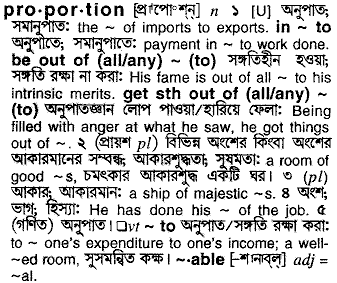 pro·por·tion [প্রাপোːশ্‌ন্] n ১ [U] অনুপাত;
সমানুপাত: the ~ of imports to exports. in ~ to
অনুপাতে; সমানুপাতে: payment in ~ to work done.
be out of (all/any) ~ (to) সঙ্গতিহীন হওয়া;
সঙ্গতি রক্ষা না করা: His fame is out of all ~ to his
intrinsic merits. get sth out of (all/any) ~
(to) অনুপাতজ্ঞান লোপ পাওয়া/হারিয়ে ফেলা: Being
filled with anger at what he saw, he got things
out of ~. ২ (প্রায়শ pl) বিভিন্ন অংশের কিংবা অংশের
আকারমানের সম্বন্ধ; আকারশুদ্ধতা; সুষমতা: a room of
good ~s, চমৎকার আকারশুদ্ধ একটি ঘর। ৩ (pl)
আকার; আকারমান: a ship of majestic ~s. ৪ অংশ;
ভাগ; হিস্যা: He has done his ~ of the job. ৫
(গণিত) অনুপাত। □vt ~ to অনুপাত/সঙ্গতি রক্ষা করা:
to ~ one's expenditure to one's income; a well-
~ed room, সুসমন্বিত কক্ষ। ~·able [–শানাব্‌ল্] adj =
~al.